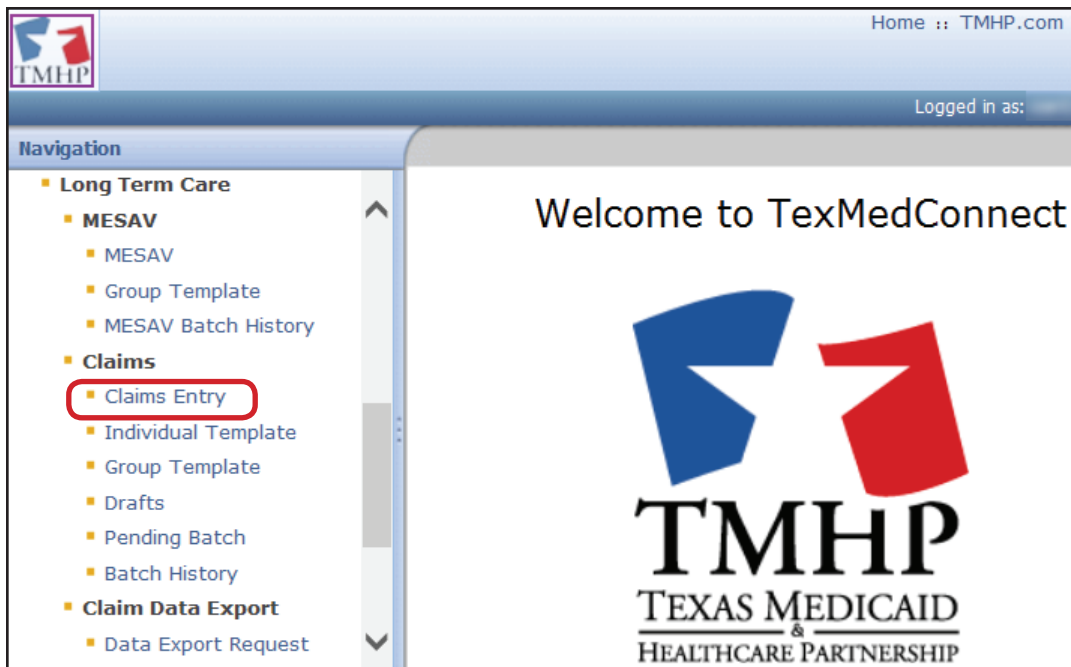 TMHP
Home :: TMHP.com
Logged in as:
Navigation
Long Term Care
MESAV
MESAV
Group Template
MESAV Batch History
Claims
Claims Entry
Individual Template
Group Template
Drafts
Pending Batch
Batch History
Claim Data Export
Data Export Request
Welcome to TexMedConnect
TMHP
TEXAS MEDICAID
&
HEALTHCARE PARTNERSHIP